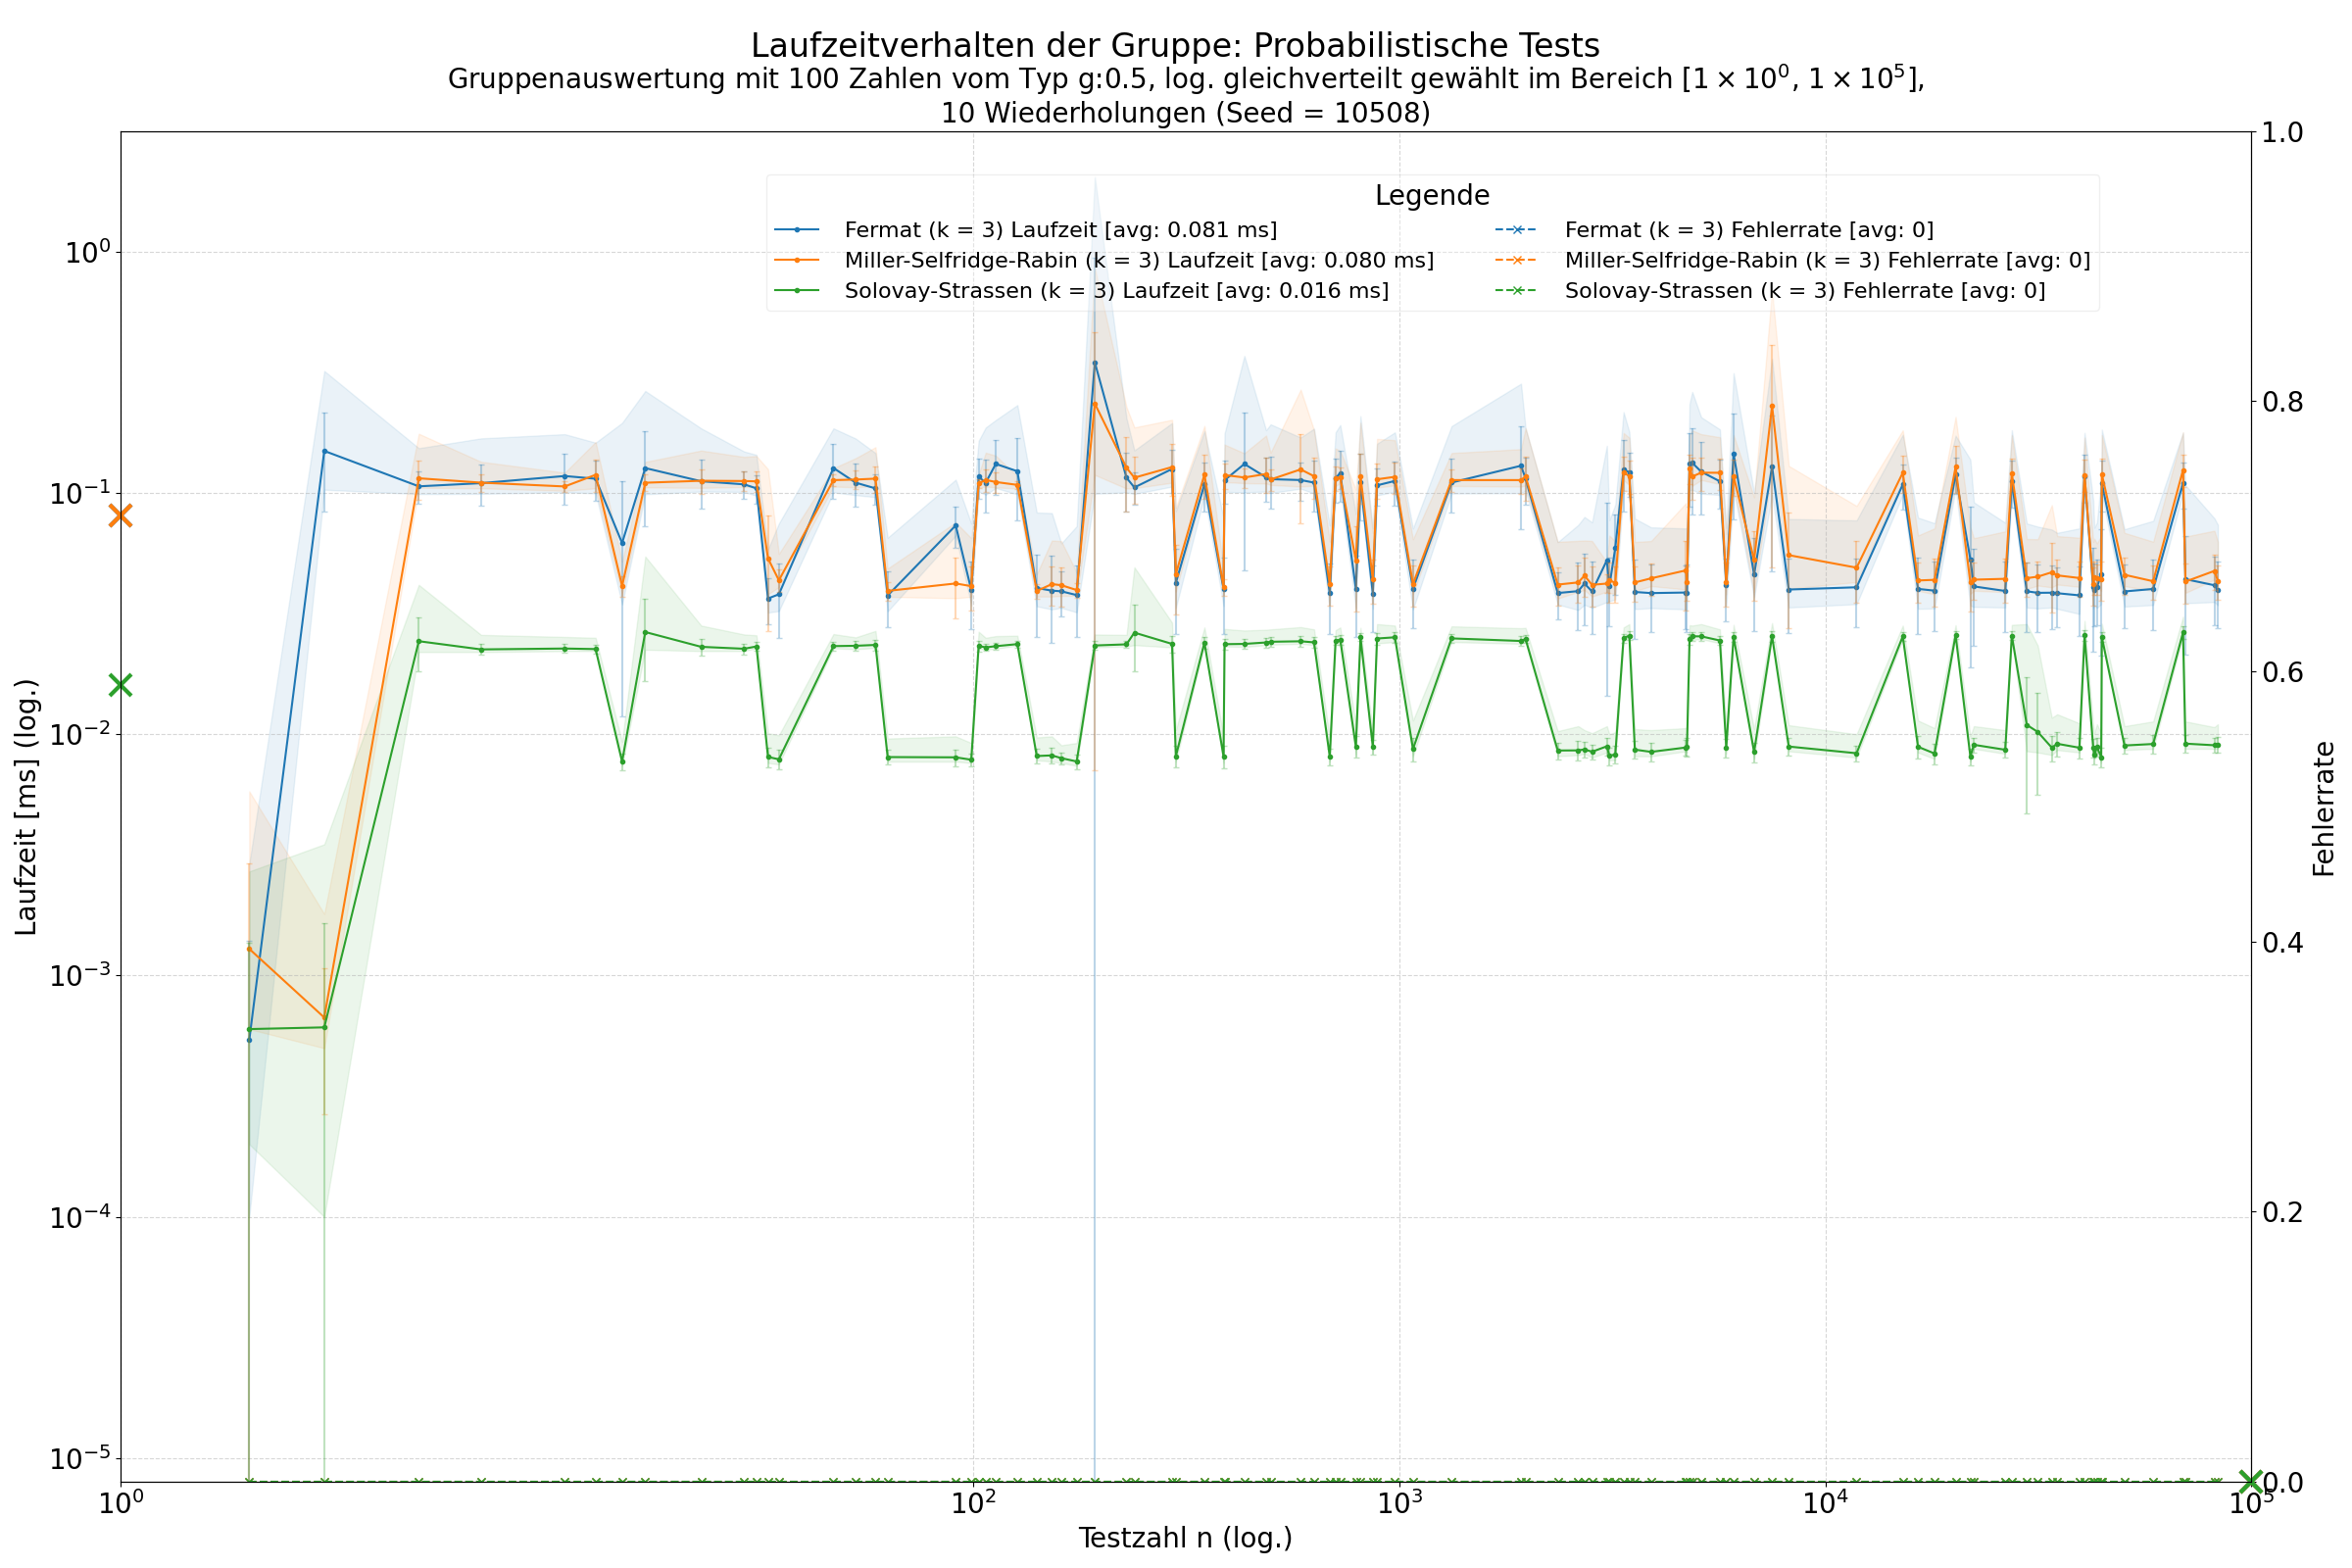 Laufzeitverhalten der Gruppe: Probabilistische Tests
Gruppenauswertung mit 100 Zahlen vom Typ g:0.5, log. gleichverteilt gewählt im Bereich [1 × 10⁰, 1 × 10⁵],
10 Wiederholungen (Seed = 10508)
Legende
Fermat (k = 3) Laufzeit [avg: 0.081 ms]
Miller-Selfridge-Rabin (k = 3) Laufzeit [avg: 0.080 ms]
Solovay-Strassen (k = 3) Laufzeit [avg: 0.016 ms]
Fermat (k = 3) Fehlerrate [avg: 0]
Miller-Selfridge-Rabin (k = 3) Fehlerrate [avg: 0]
Solovay-Strassen (k = 3) Fehlerrate [avg: 0]
Laufzeit [ms] (log.)
10⁰
10⁻¹
10⁻²
10⁻³
10⁻⁴
10⁻⁵
1.0
0.8
0.6
0.4
0.2
0.0
Fehlerrate
10⁰
10²
10³
10⁴
10⁵
Testzahl n (log.)